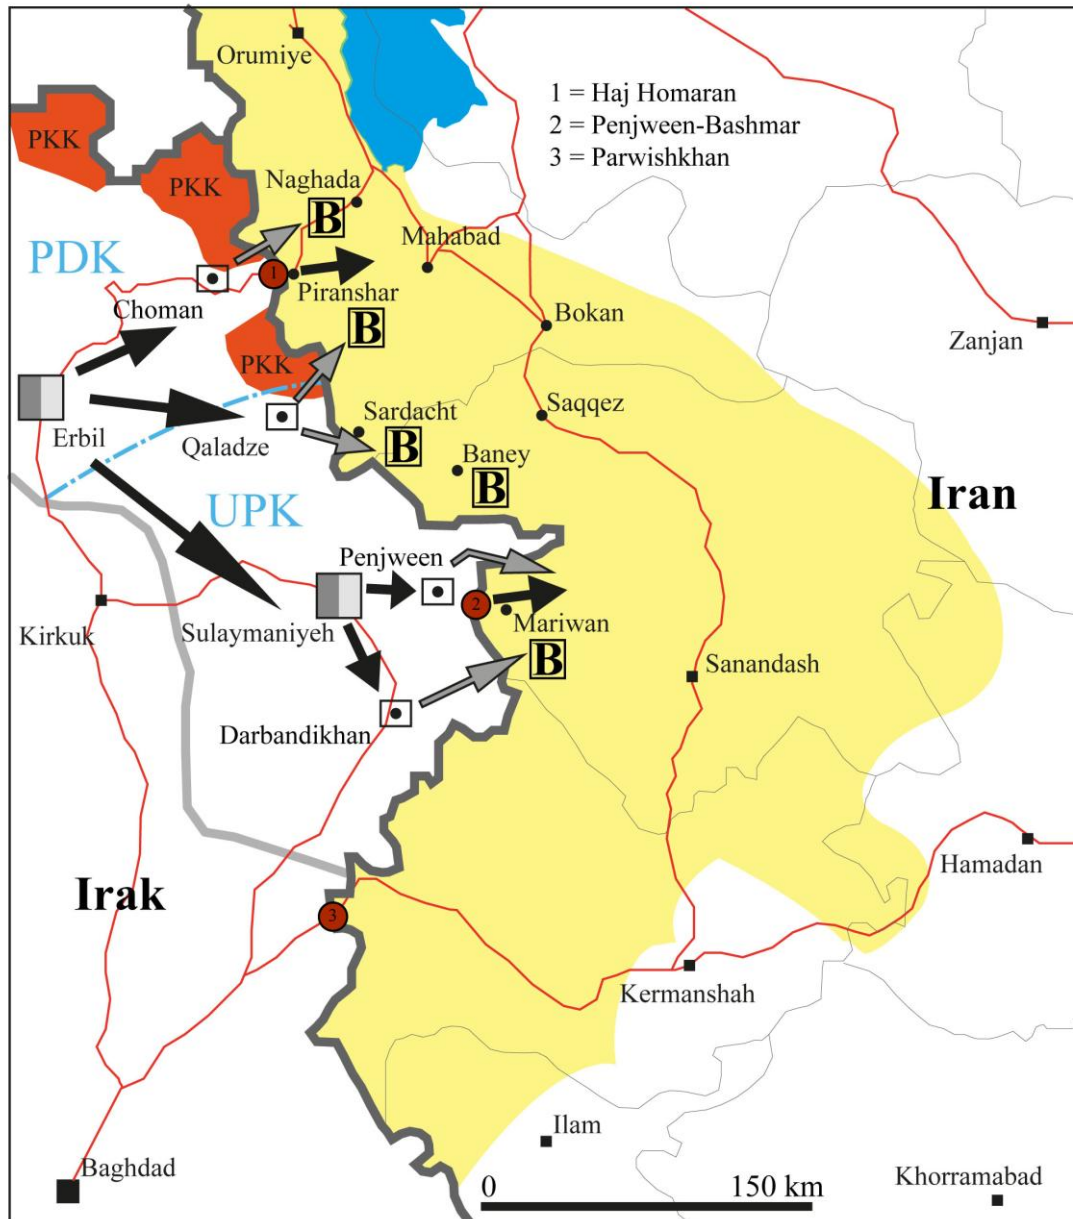 Orumiye
1 = Haj Homaran
2 = Penjween-Bashmar
3 = Parwishkhan
PKK
PKK
Naghada
B
Mahabad
PDK
1
Piranshar
Choman
B
Bokan
Zanjan
PKK
Saqqez
Erbil
Qaladze
Sardacht
B
Baney
B
Iran
UPK
Penjween
2
Mariwan
Kirkuk
Sulaymaniyeh
B
Sanandash
Darbandikhan
Hamadan
Irak
3
Kermanshah
Ilam
Baghdad
0 150 km
Khorramabad